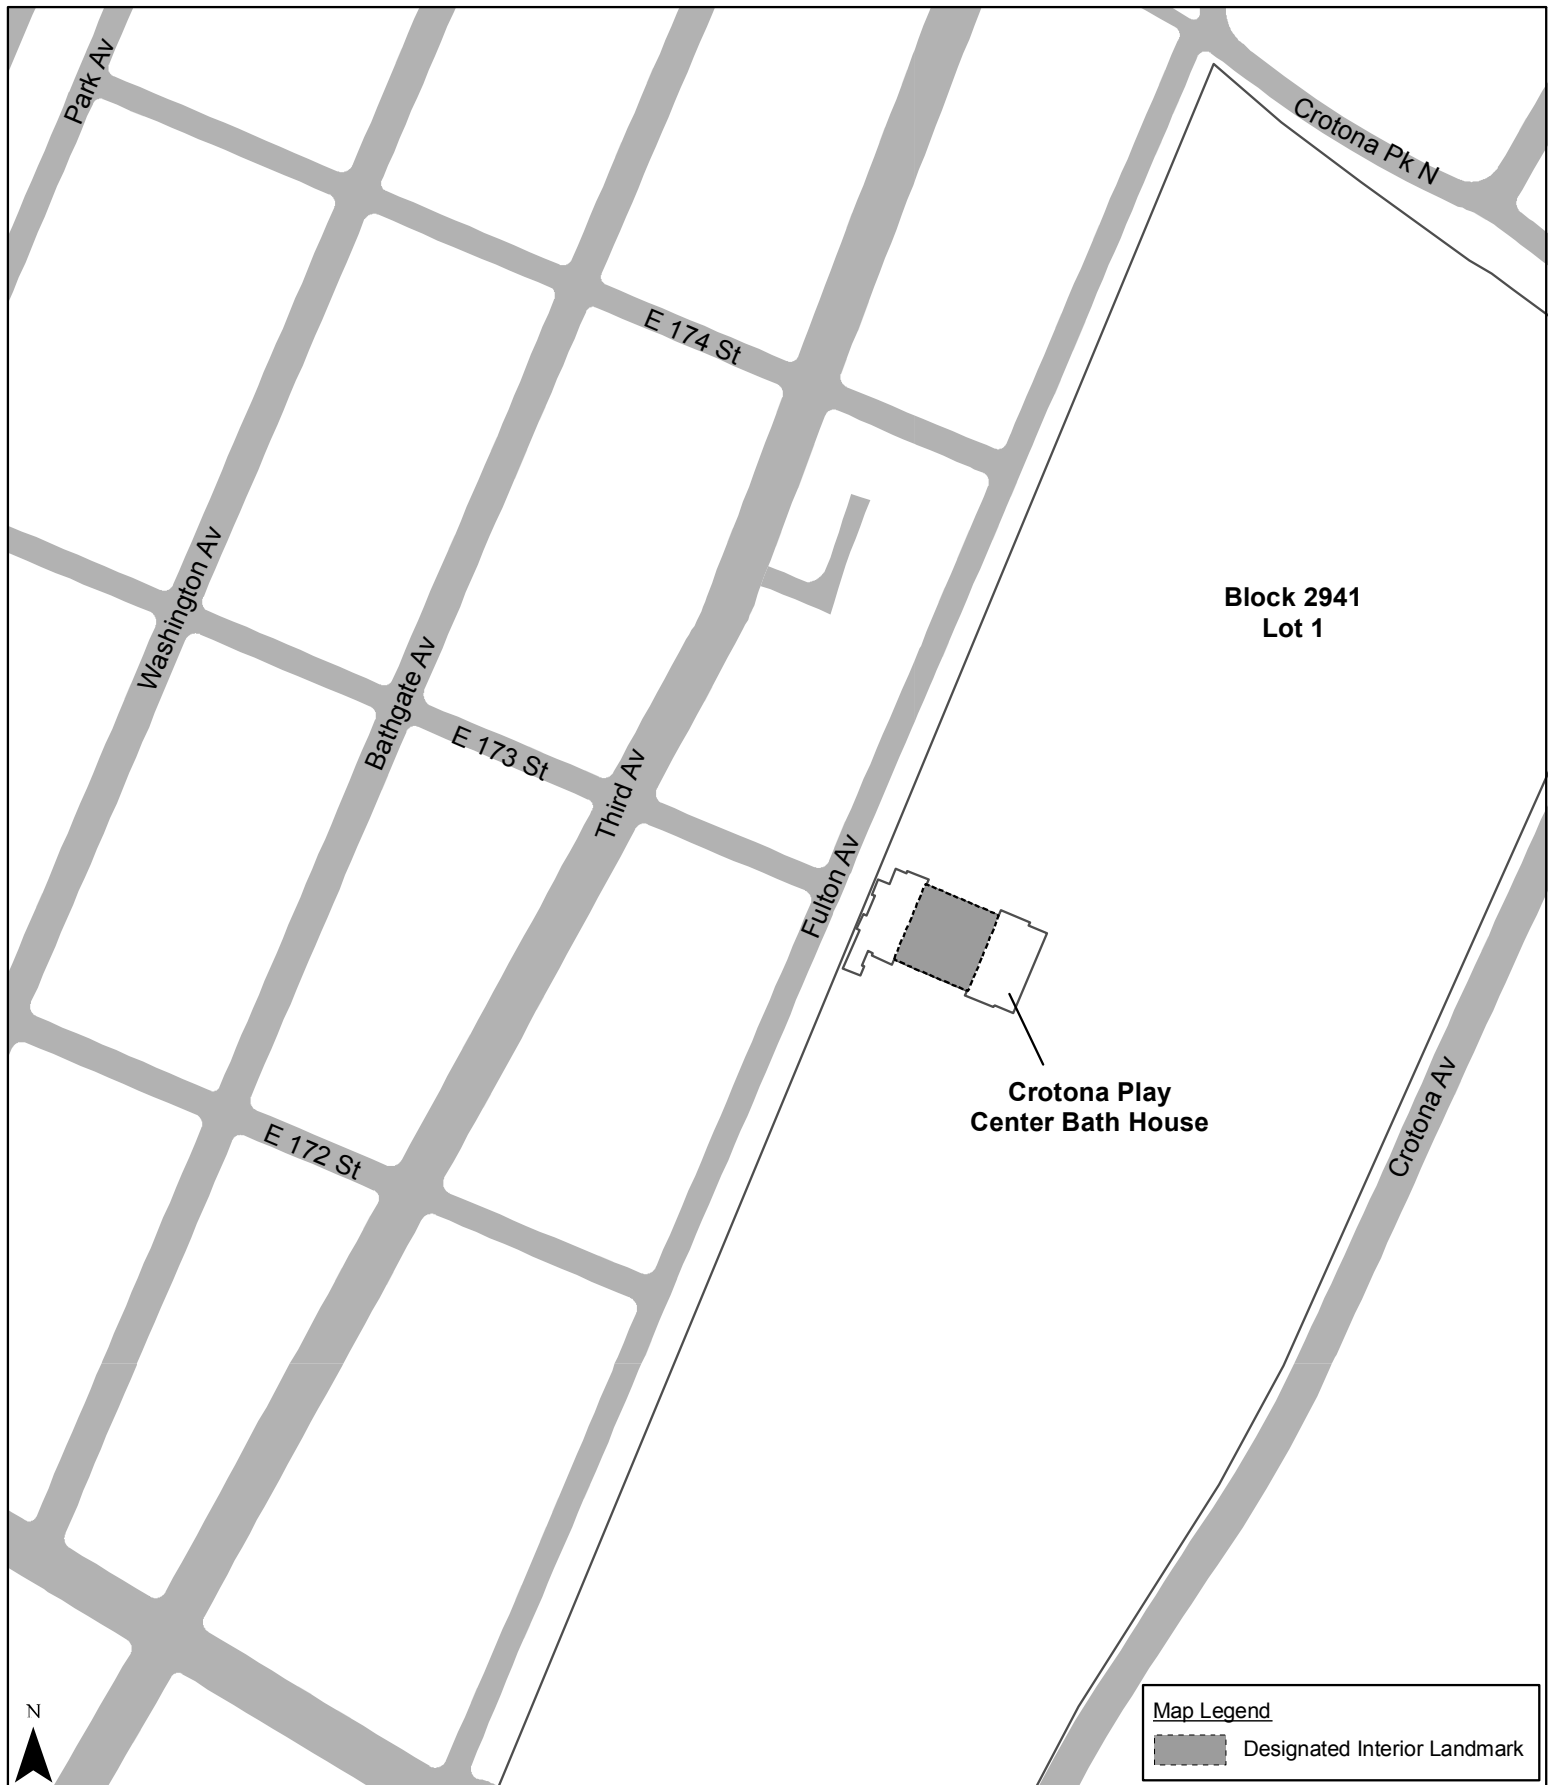 Park Av
Crotona Pk N
E 174 St
Block 2941
Lot 1
Washington Av
Bathgate Av
E 173 St
Third Av
Fulton Av
Crotona Play
Center Bath House
Crotona Av
E 172 St
N
Map Legend
Designated Interior Landmark